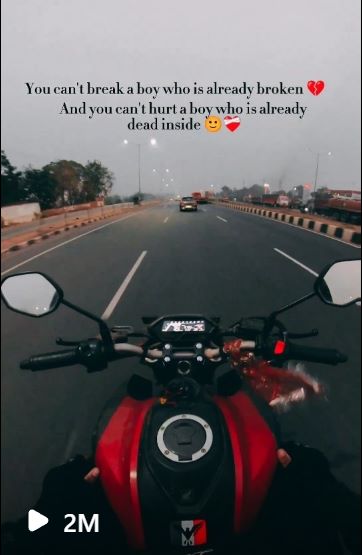 You can't break a boy who is already broken 💔
And you can't hurt a boy who is already
dead inside 🙂❤️‍🩹
2M